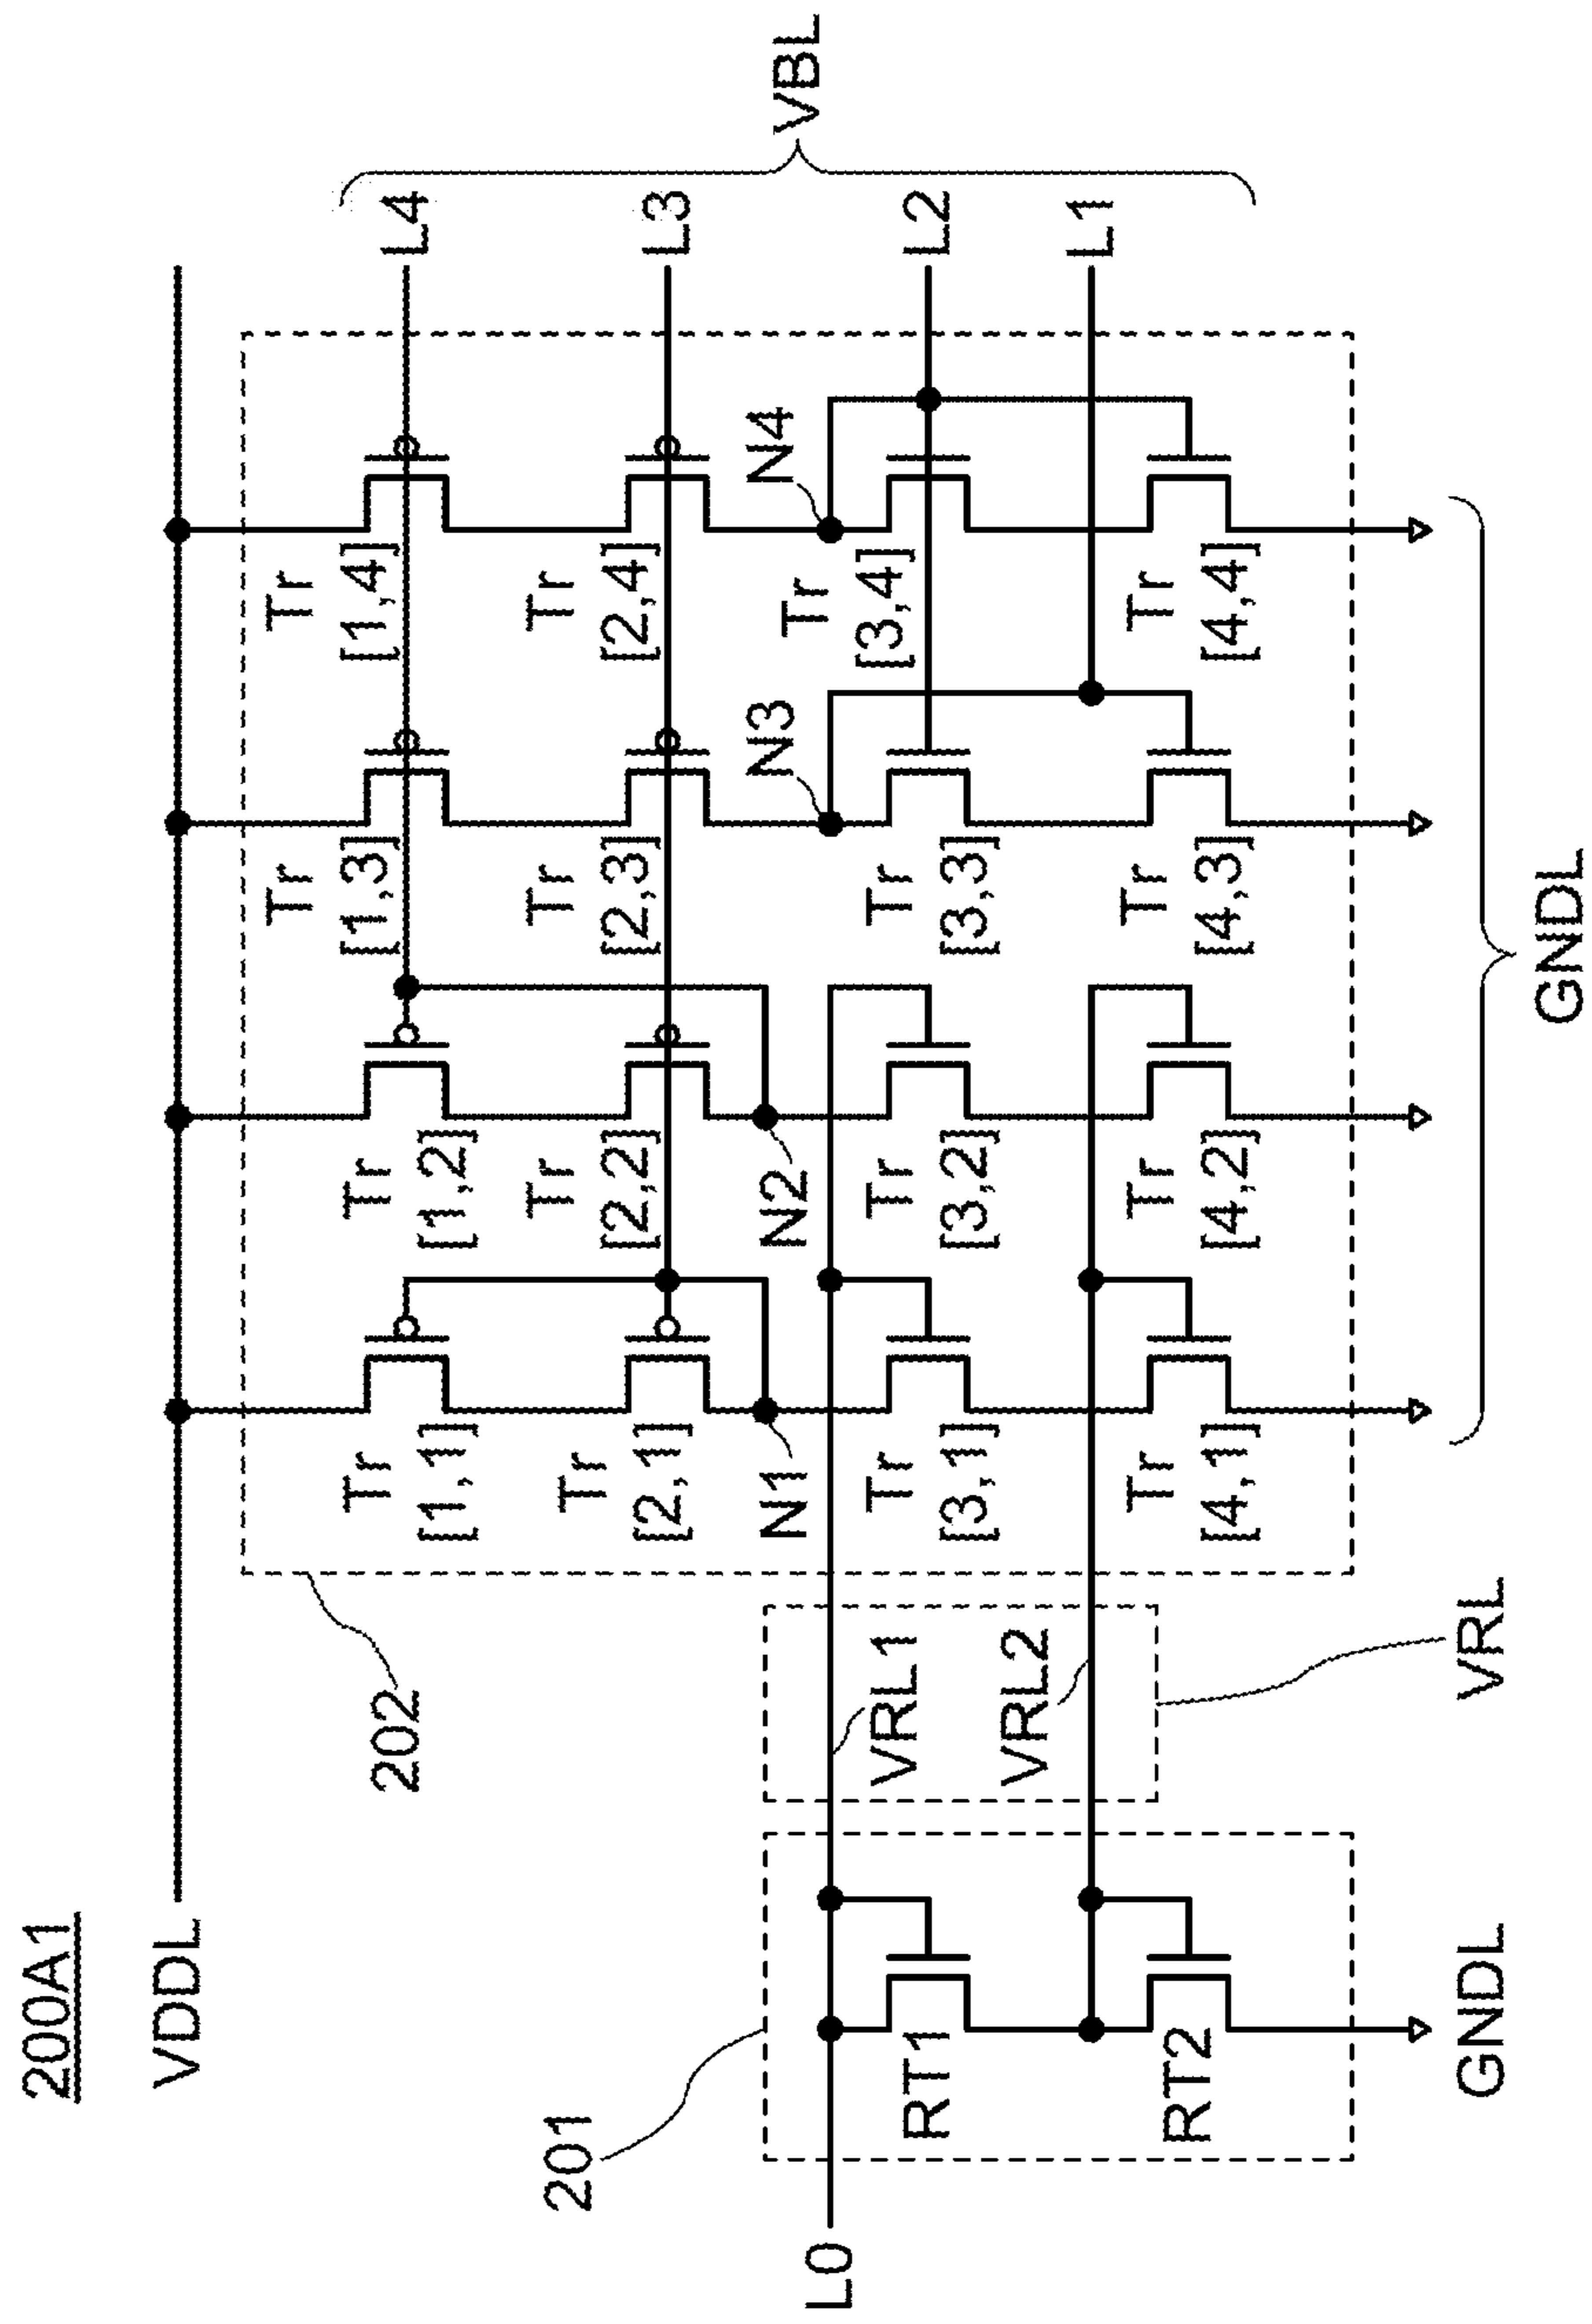 200A1
VDDL
202
Tr
[1,1]
Tr
[1,2]
Tr
[1,3]
Tr
[1,4]
L4
Tr
[2,1]
Tr
[2,2]
Tr
[2,3]
Tr
[2,4]
L3
VBL
N1
N2
N3
N4
201
L0
RT1
VRL1
Tr
[3,1]
Tr
[3,2]
Tr
[3,3]
Tr
[3,4]
L2
VRL2
L1
RT2
Tr
[4,1]
Tr
[4,2]
Tr
[4,3]
Tr
[4,4]
GNDL
VRL
GNDL